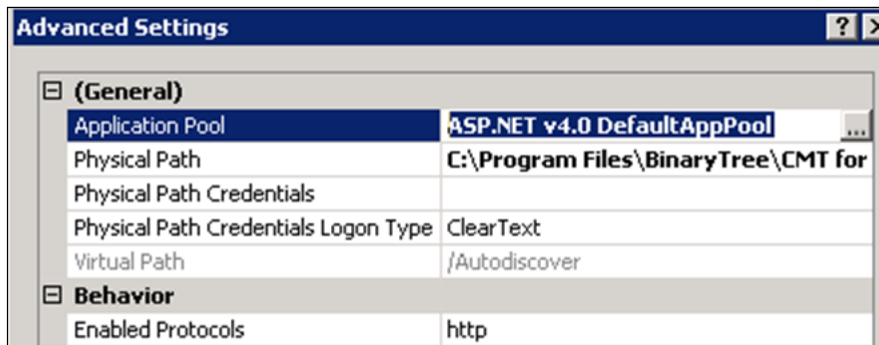 Advanced Settings
(General)
Application Pool ASP.NET v4.0 DefaultAppPool ...
Physical Path C:\Program Files\BinaryTree\CMT for
Physical Path Credentials
Physical Path Credentials Logon Type ClearText
Virtual Path /Autodiscover
Behavior
Enabled Protocols http